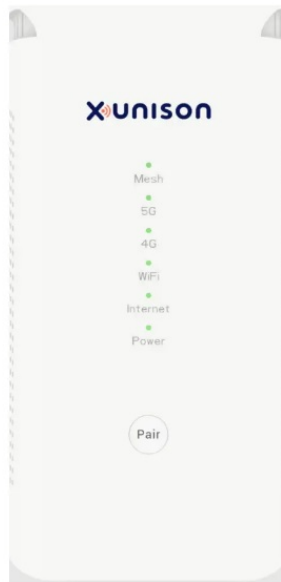 XUNISON
Mesh
5G
4G
WiFi
Internet
Power
Pair